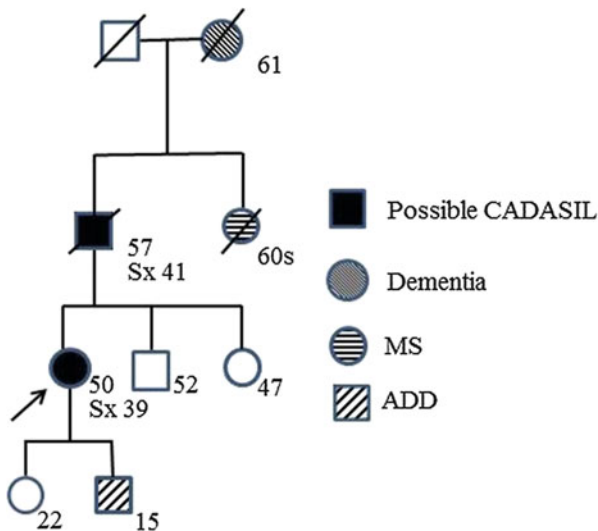 61
57
Sx 41
60s
50
Sx 39
52
47
22
15
Possible CADASIL
Dementia
MS
ADD